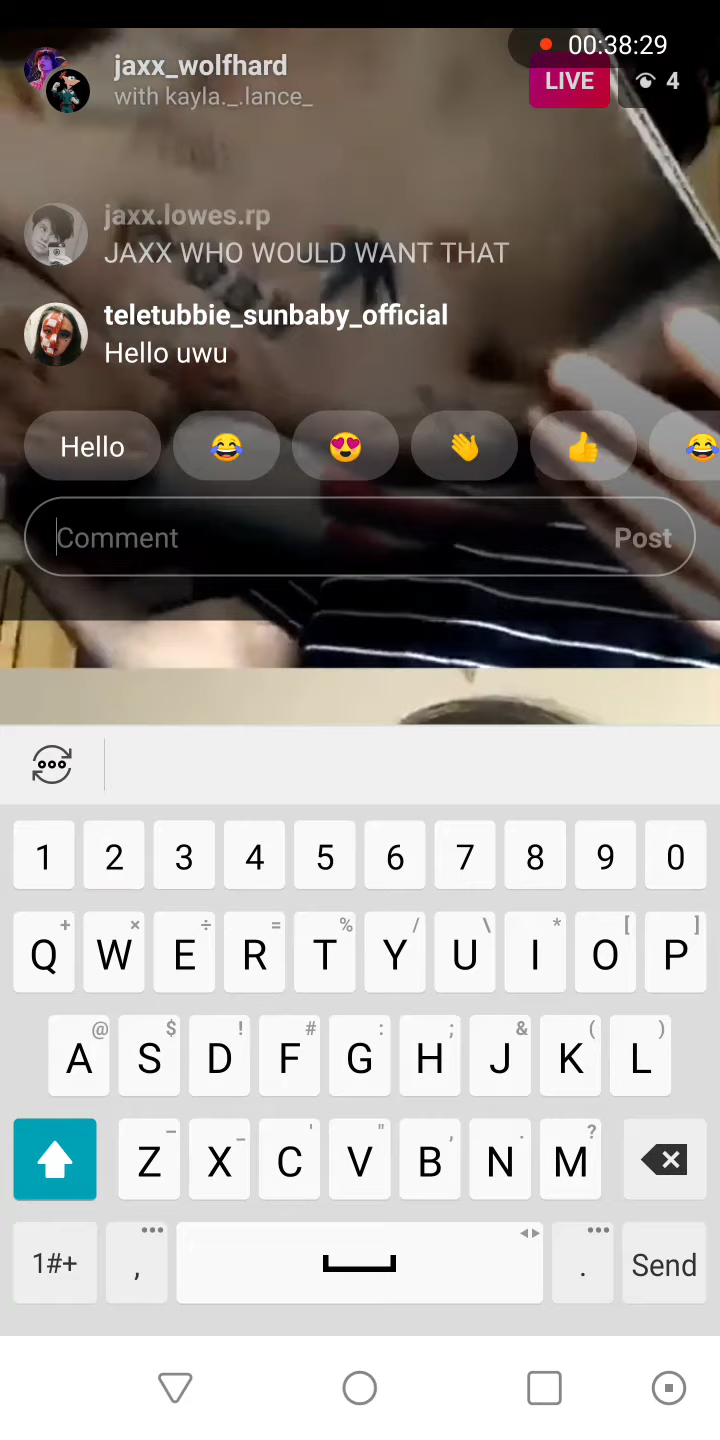 00:38:29
jaxx_wolfhard
LIVE
4
with kayla._.lance_
jaxx.lowes.rp
JAXX WHO WOULD WANT THAT
teletubbie_sunbaby_official
Hello uwu
Hello
Comment
Post
1 2 3 4 5 6 7 8 9 0
+ × ÷ = % / \ * [ ]
Q W E R T Y U I O P
@ $ ! # : ; & ( )
A S D F G H J K L
– _ ' " , . ?
Z X C V B N M
1#+ , . Send